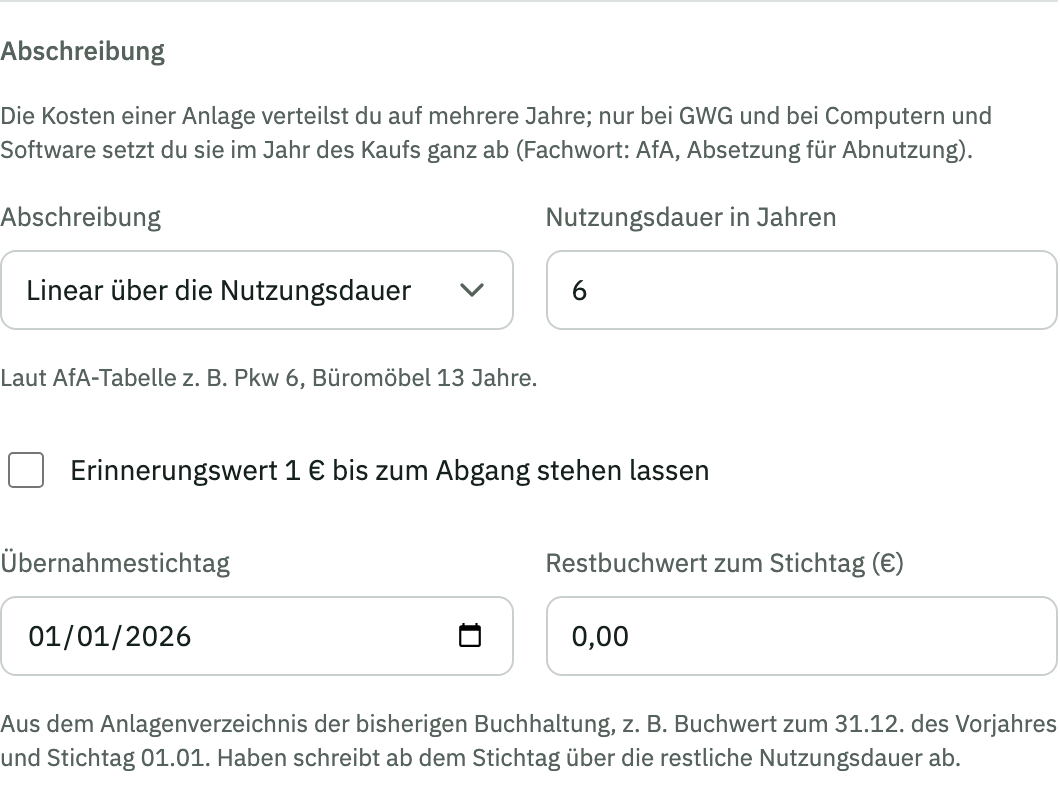 Abschreibung
Die Kosten einer Anlage verteilst du auf mehrere Jahre; nur bei GWG und bei Computern und
Software setzt du sie im Jahr des Kaufs ganz ab (Fachwort: AfA, Absetzung für Abnutzung).
Abschreibung
Nutzungsdauer in Jahren
Linear über die Nutzungsdauer
6
Laut AfA-Tabelle z. B. Pkw 6, Büromöbel 13 Jahre.
Erinnerungswert 1 € bis zum Abgang stehen lassen
Übernahmestichtag
Restbuchwert zum Stichtag (€)
01/01/2026
0,00
Aus dem Anlagenverzeichnis der bisherigen Buchhaltung, z. B. Buchwert zum 31.12. des Vorjahres
und Stichtag 01.01. Haben schreibt ab dem Stichtag über die restliche Nutzungsdauer ab.